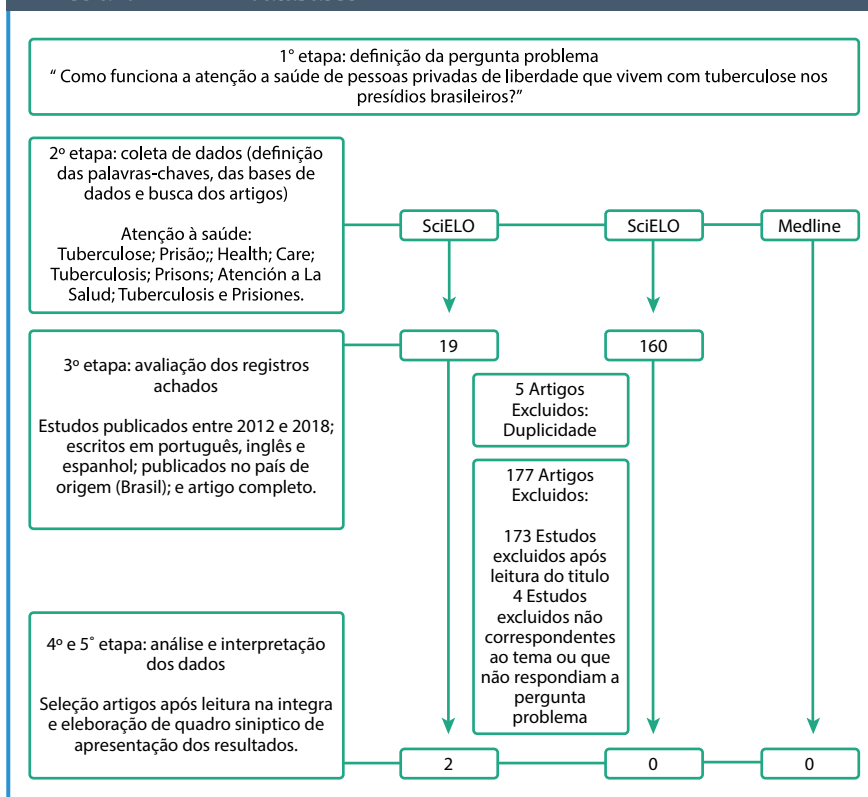 1° etapa: definição da pergunta problema
“ Como funciona a atenção a saúde de pessoas privadas de liberdade que vivem com tuberculose nos
presídios brasileiros?”
2º etapa: coleta de dados (definição
das palavras-chaves, das bases de
dados e busca dos artigos)
Atenção à saúde:
Tuberculose; Prisão;; Health; Care;
Tuberculosis; Prisons; Atención a La
Salud; Tuberculosis e Prisiones.
SciELO
SciELO
Medline
3º etapa: avaliação dos registros
achados
Estudos publicados entre 2012 e 2018;
escritos em português, inglês e
espanhol; publicados no país de
origem (Brasil); e artigo completo.
19
160
5 Artigos
Excluidos:
Duplicidade
177 Artigos
Excluidos:
173 Estudos
excluidos após
leitura do titulo
4 Estudos
excluidos não
correspondentes
ao tema ou que
não respondiam a
pergunta
problema
4º e 5˚ etapa: análise e interpretação
dos dados
Seleção artigos após leitura na integra
e eleboração de quadro siniptico de
apresentação dos resultados.
2
0
0